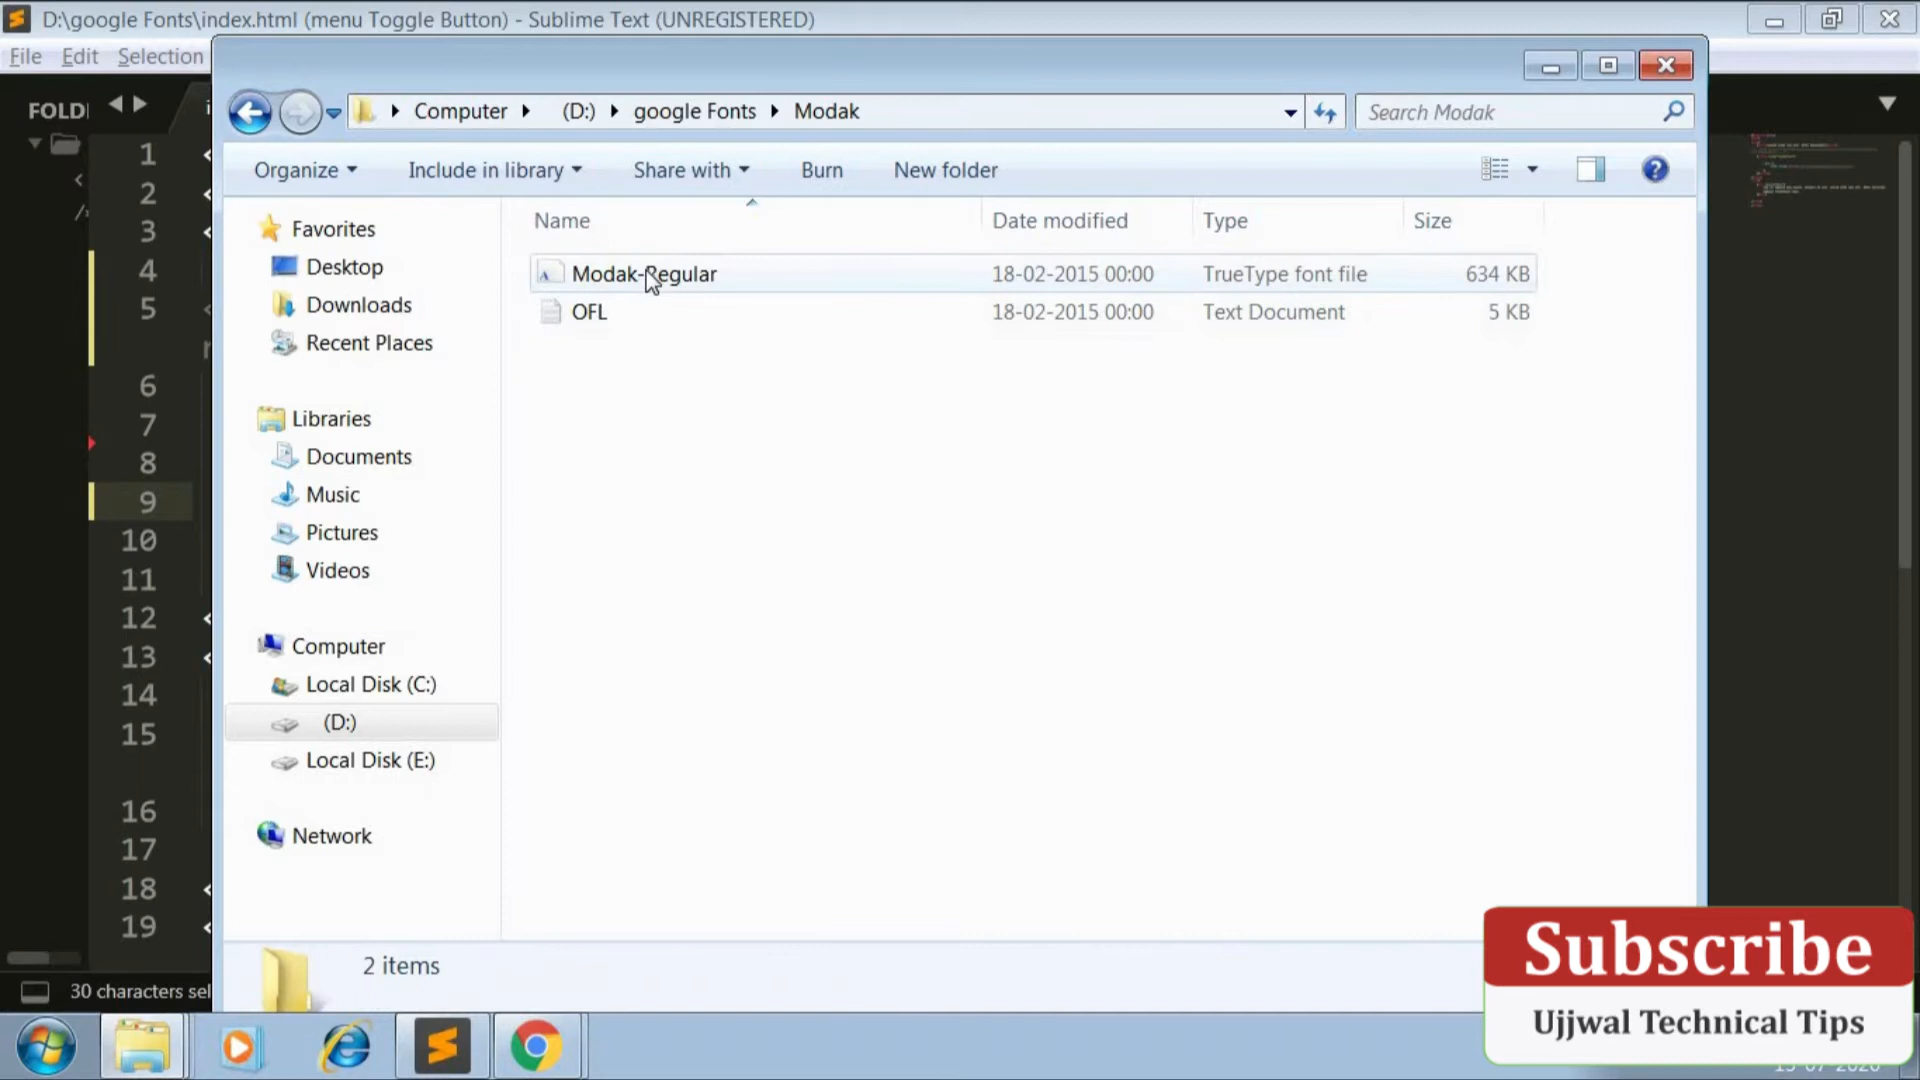 D:\google Fonts\index.html (menu Toggle Button) - Sublime Text (UNREGISTERED)
File Edit Selection
FOLD
Computer (D:) google Fonts Modak
Search Modak
Organize Include in library Share with Burn New folder
Name Date modified Type Size
Modak-Regular 18-02-2015 00:00 TrueType font file 634 KB
OFL 18-02-2015 00:00 Text Document 5 KB
Favorites
Desktop
Downloads
Recent Places
Libraries
Documents
Music
Pictures
Videos
Computer
Local Disk (C:)
(D:)
Local Disk (E:)
Network
1
2
3
4
5
6
7
8
9
10
11
12
13
14
15
16
17
18
19
2 items
30 characters sel
Subscribe
Ujjwal Technical Tips